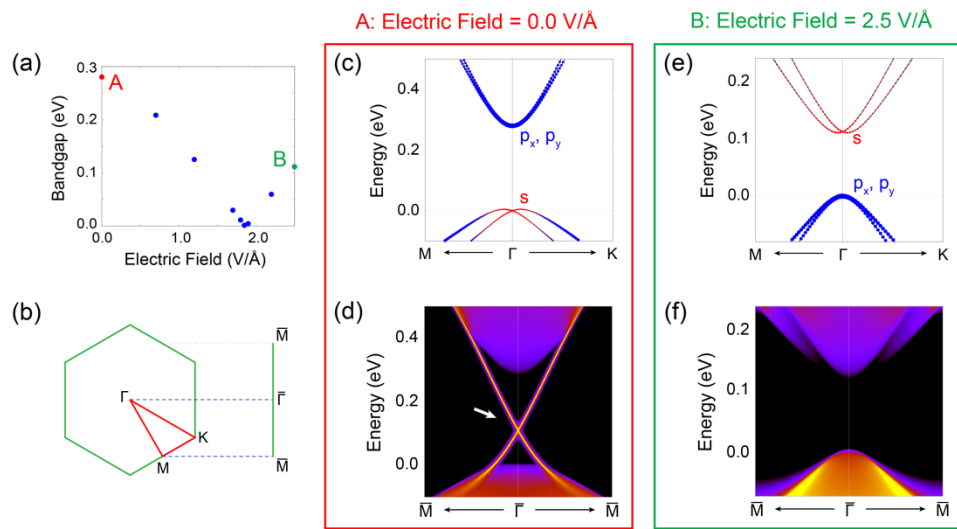 A: Electric Field = 0.0 V/Å
B: Electric Field = 2.5 V/Å
(a)
0.3
0.2
0.1
0.0
Bandgap (eV)
A
B
0.0
1.0
2.0
Electric Field (V/Å)
(b)
Γ
K
M
M̅
Γ̅
M̅
(c)
0.4
0.2
0.0
Energy (eV)
pₓ, pᵧ
s
M
Γ
K
(d)
0.4
0.2
0.0
Energy (eV)
M̅
Γ̅
M̅
(e)
0.2
0.1
0.0
Energy (eV)
s
pₓ, pᵧ
M
Γ
K
(f)
0.2
0.1
0.0
Energy (eV)
M̅
Γ̅
M̅